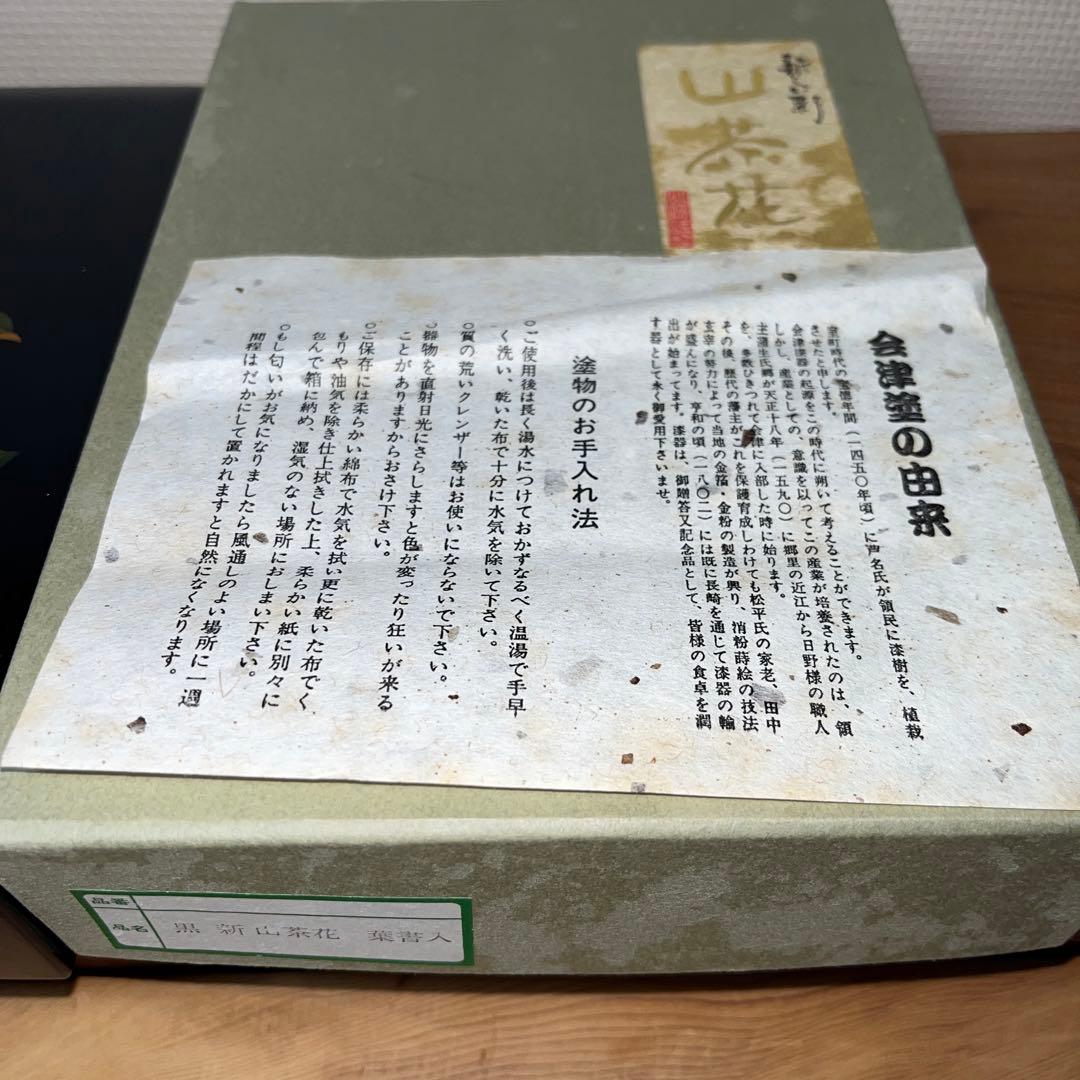 山茶花
会津塗の由来
室町時代の宝徳年間(一四五〇年頃)に芦名氏が領民に漆樹を、植栽
させたと申します。
会津漆器の起源をこの時代に朔いて考えることができます。
しかし、産業としての、意識を以ってこの産業が培養されたのは、領
主蒲生氏郷が天正十八年(一五九〇)に郷里の近江から日野様の職人
を、多数ひきつれて会津に入部した時に始ります。
その後、歴代の藩主がこれを保護育成しわけても松平氏の家老、田中
玄宰の努力によって当地の金箔・金粉の製造が興り、消粉蒔絵の技法
が盛んになり、享和の頃(一八〇二)には既に長崎を通じて漆器の輸
出が始まってます。漆器は、御贈答又記念品として、皆様の食卓を潤
す器として永く御愛用下さいませ。
塗物のお手入れ法
○ご使用後は長く湯水につけておかずなるべく温湯で手早
く洗い、乾いた布で十分に水気を除いて下さい。
○質の荒いクレンザー等はお使いにならないで下さい。
○器物を直射日光にさらしますと色が変ったり狂いが来る
ことがありますからおさけ下さい。
○ご保存には柔らかい綿布で水気を拭い更に乾いた布でく
もりや油気を除き仕上拭きした上、柔らかい紙に別々に
包んで箱に納め、湿気のない場所におしまい下さい。
○もし匂いがお気になりましたら風通しのよい場所に一週
間程はだかにして置かれますと自然になくなります。
品番
品名 黒 新山茶花 葉書入